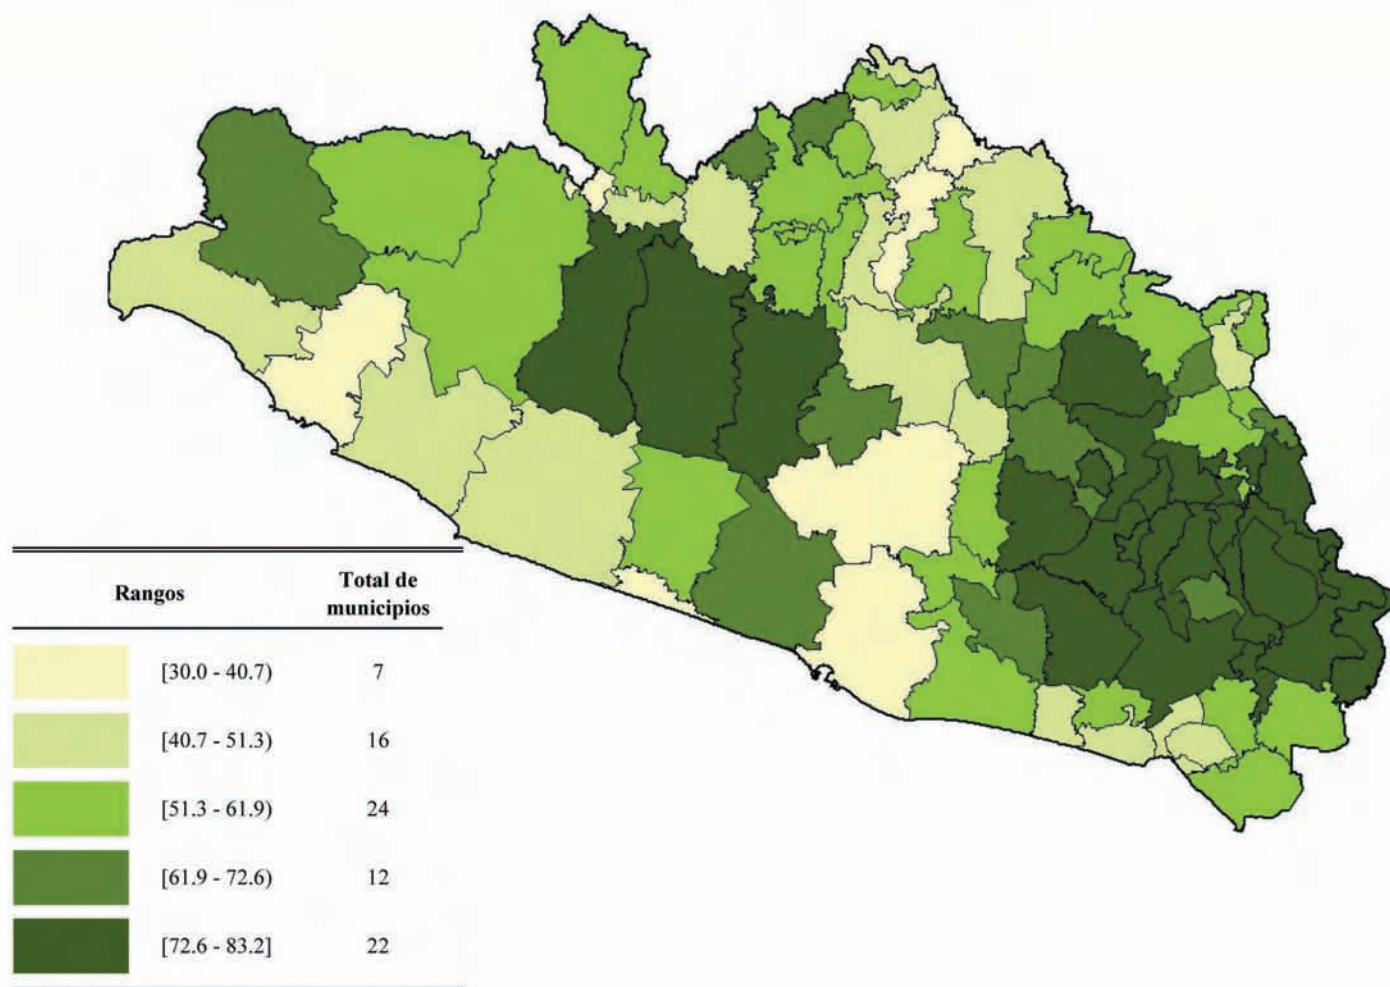 Rangos Total de
municipios
[30.0 - 40.7) 7
[40.7 - 51.3) 16
[51.3 - 61.9) 24
[61.9 - 72.6) 12
[72.6 - 83.2] 22